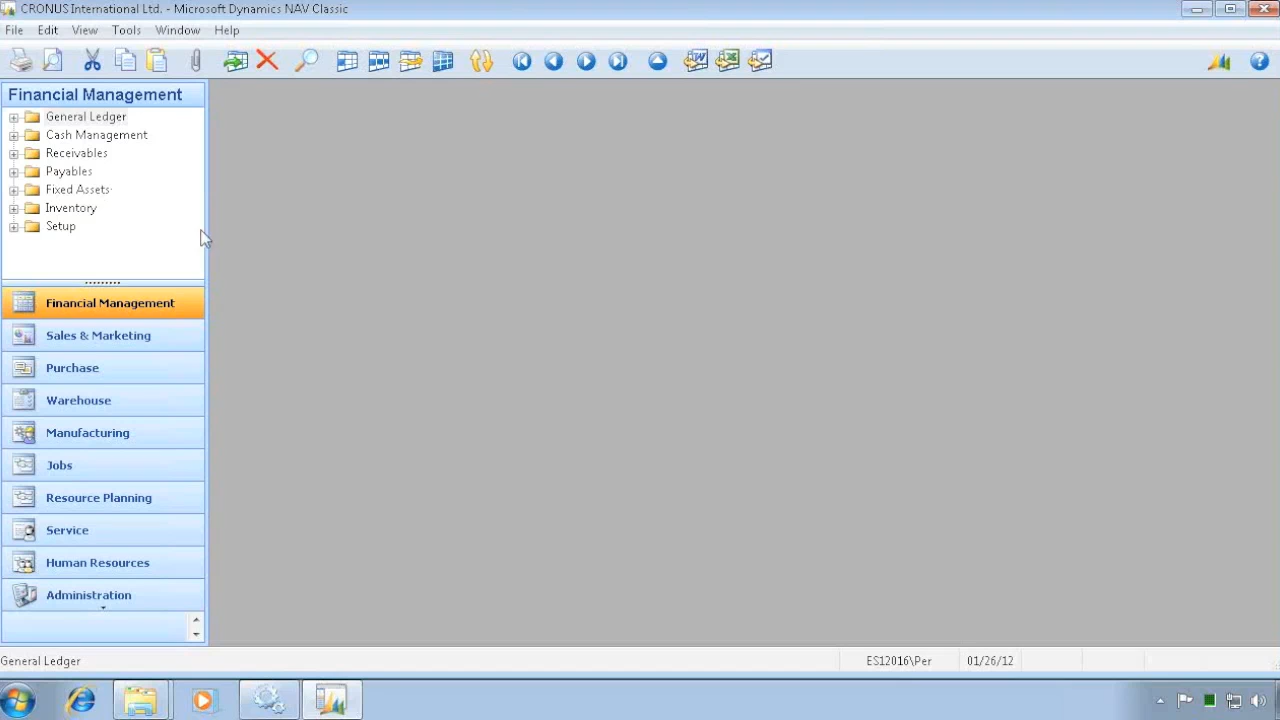 CRONUS International Ltd. - Microsoft Dynamics NAV Classic
File Edit View Tools Window Help
Financial Management
General Ledger
Cash Management
Receivables
Payables
Fixed Assets
Inventory
Setup
Financial Management
Sales & Marketing
Purchase
Warehouse
Manufacturing
Jobs
Resource Planning
Service
Human Resources
Administration
General Ledger ES12016\Per 01/26/12